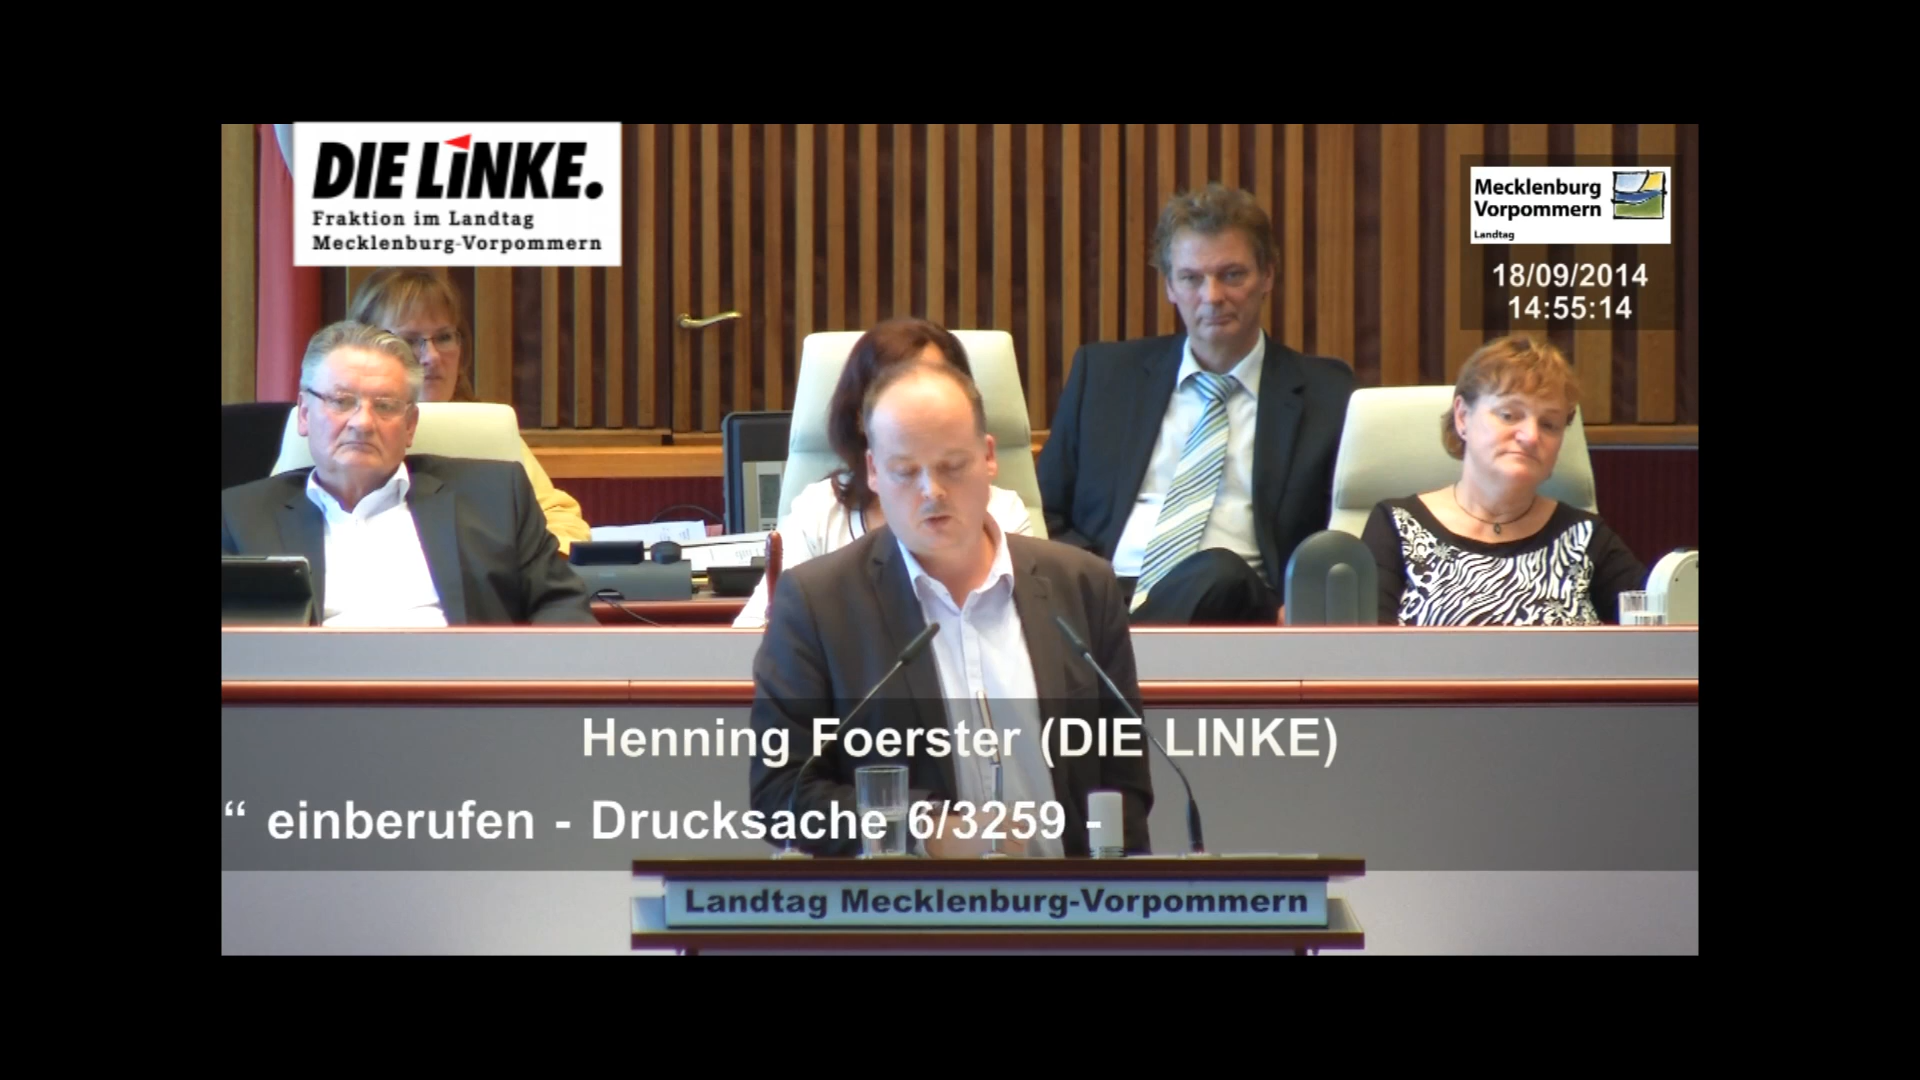 DIE LINKE.
Fraktion im Landtag
Mecklenburg-Vorpommern
Mecklenburg
Vorpommern
Landtag
18/09/2014
14:55:14
Henning Foerster (DIE LINKE)
“ einberufen - Drucksache 6/3259 -
Landtag Mecklenburg-Vorpommern